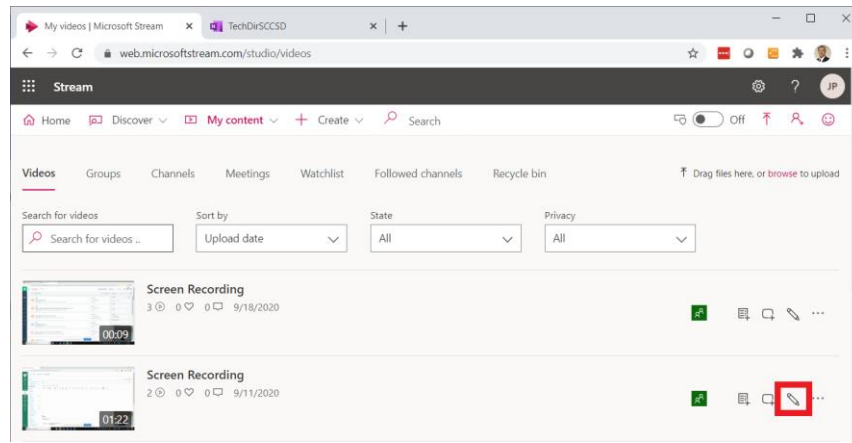 My videos | Microsoft Stream TechDirSCCSD
web.microsoftstream.com/studio/videos
Stream ? JP
Home Discover My content Create Search Off
Videos Groups Channels Meetings Watchlist Followed channels Recycle bin Drag files here, or browse to upload
Search for videos Sort by State Privacy
Search for videos .. Upload date All All
Screen Recording
3 0 0 9/18/2020
00:09
Screen Recording
2 0 0 9/11/2020
01:22